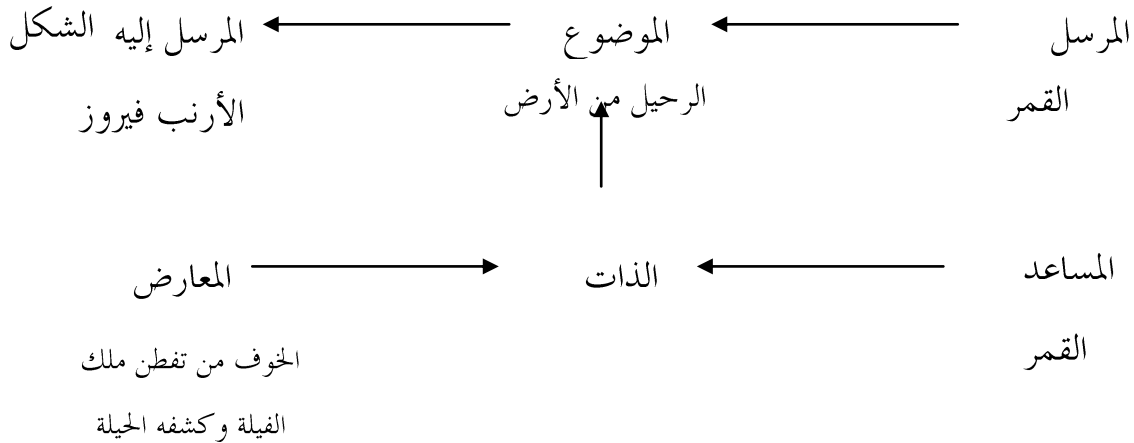 المرسل الموضوع المرسل إليه الشكل
القمر الرحيل من الأرض الأرنب فيروز
المساعد الذات المعارض
القمر الخوف من تفطن ملك
الفيلة وكشفه الحيلة